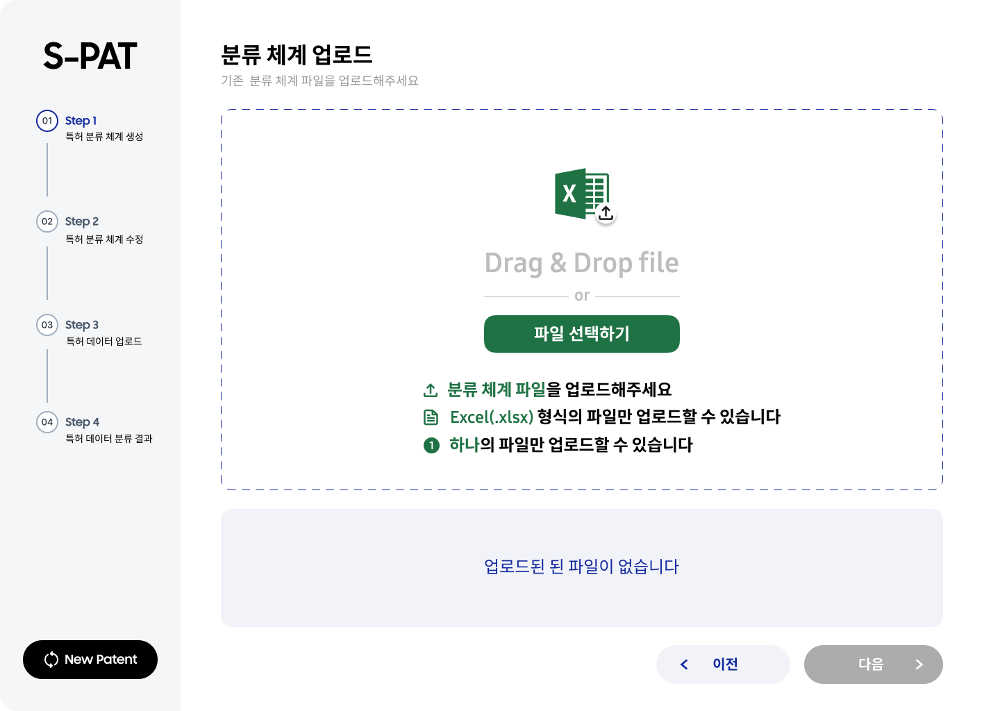 S-PAT
01 Step 1
특허 분류 체계 생성
02 Step 2
특허 분류 체계 수정
03 Step 3
특허 데이터 업로드
04 Step 4
특허 데이터 분류 결과
New Patent
분류 체계 업로드
기존 분류 체계 파일을 업로드해주세요
X
Drag & Drop file
or
파일 선택하기
분류 체계 파일을 업로드해주세요
Excel(.xlsx) 형식의 파일만 업로드할 수 있습니다
1 하나의 파일만 업로드할 수 있습니다
업로드된 된 파일이 없습니다
이전
다음